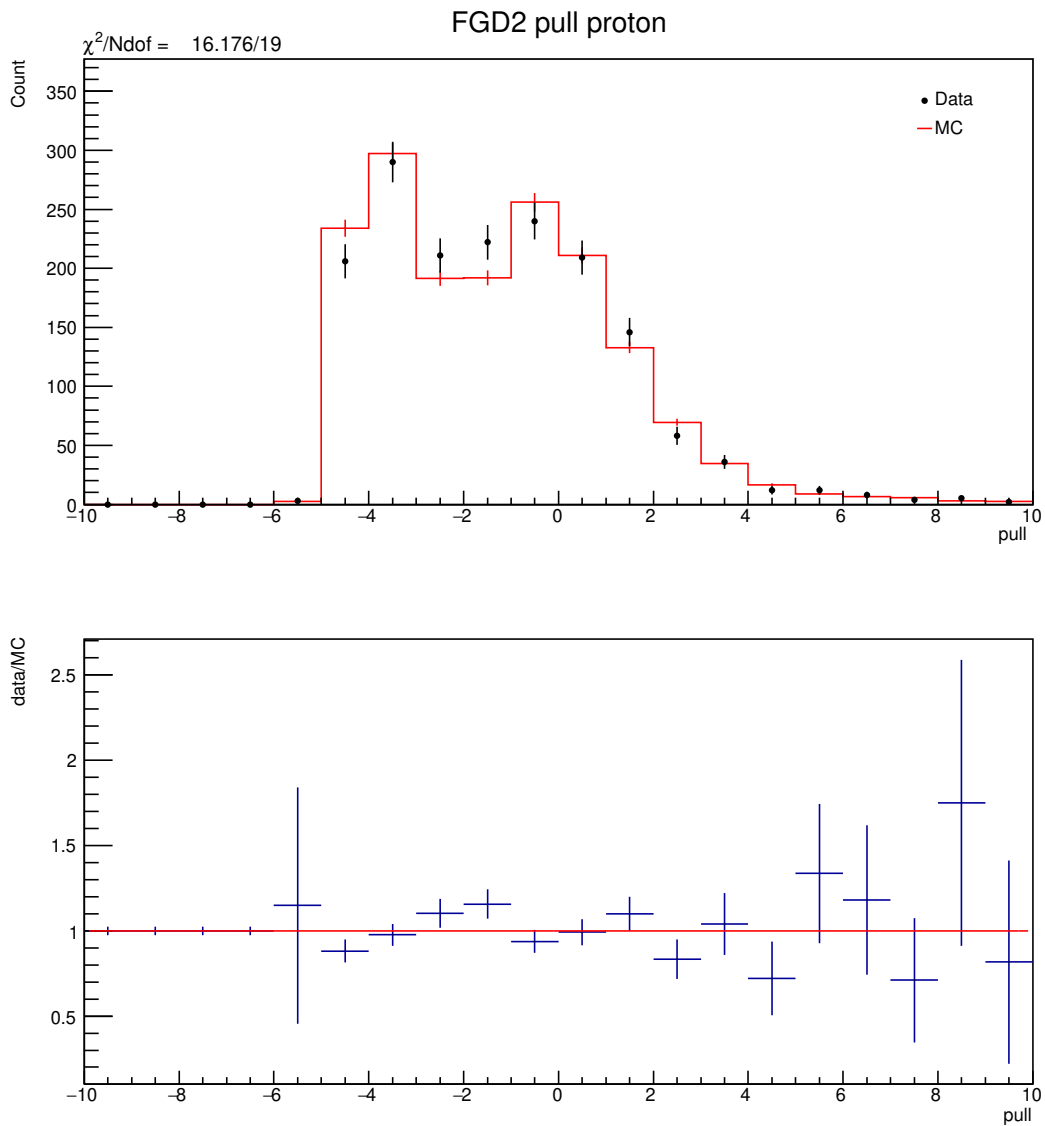 FGD2 pull proton
χ²/Ndof = 16.176/19
Count
350
300
250
200
150
100
50
0
Data
MC
−10 −8 −6 −4 −2 0 2 4 6 8 10
pull
data/MC
2.5
2
1.5
1
0.5
−10 −8 −6 −4 −2 0 2 4 6 8 10
pull